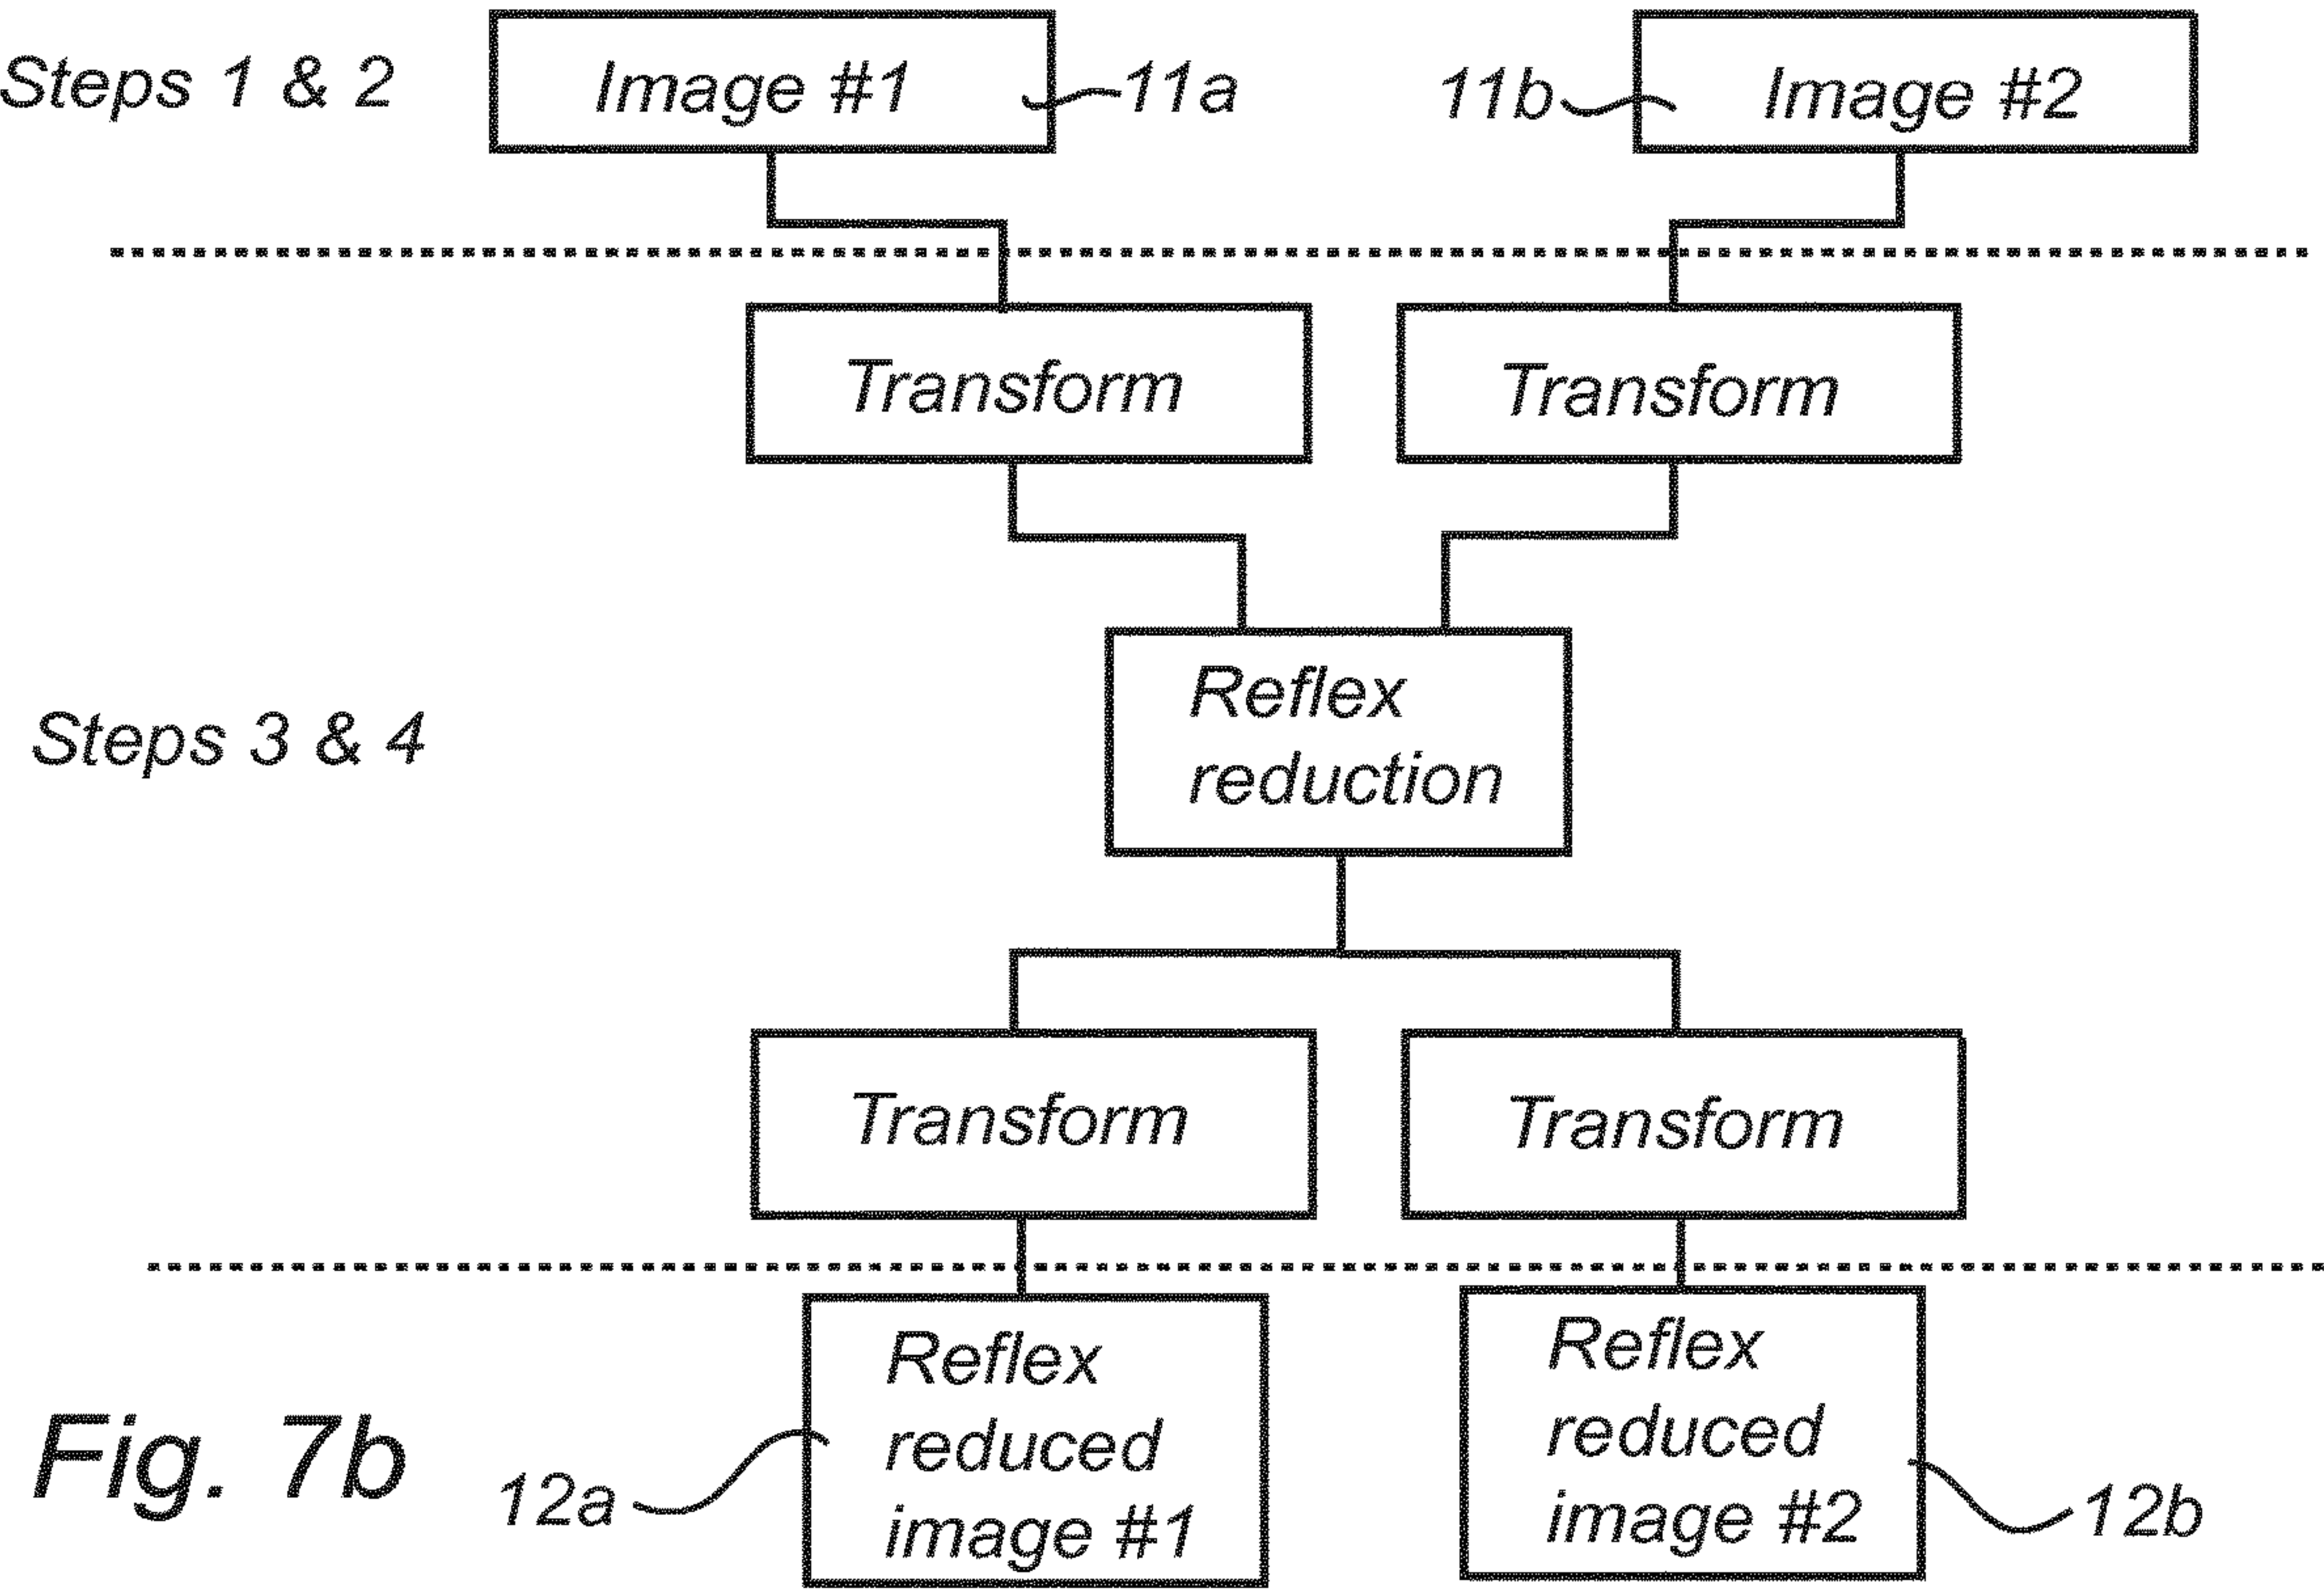 Steps 1 & 2
Image #1
11a
11b
Image #2
Transform
Transform
Reflex
reduction
Steps 3 & 4
Transform
Transform
Reflex
reduced
image #1
Reflex
reduced
image #2
12a
12b
Fig. 7b